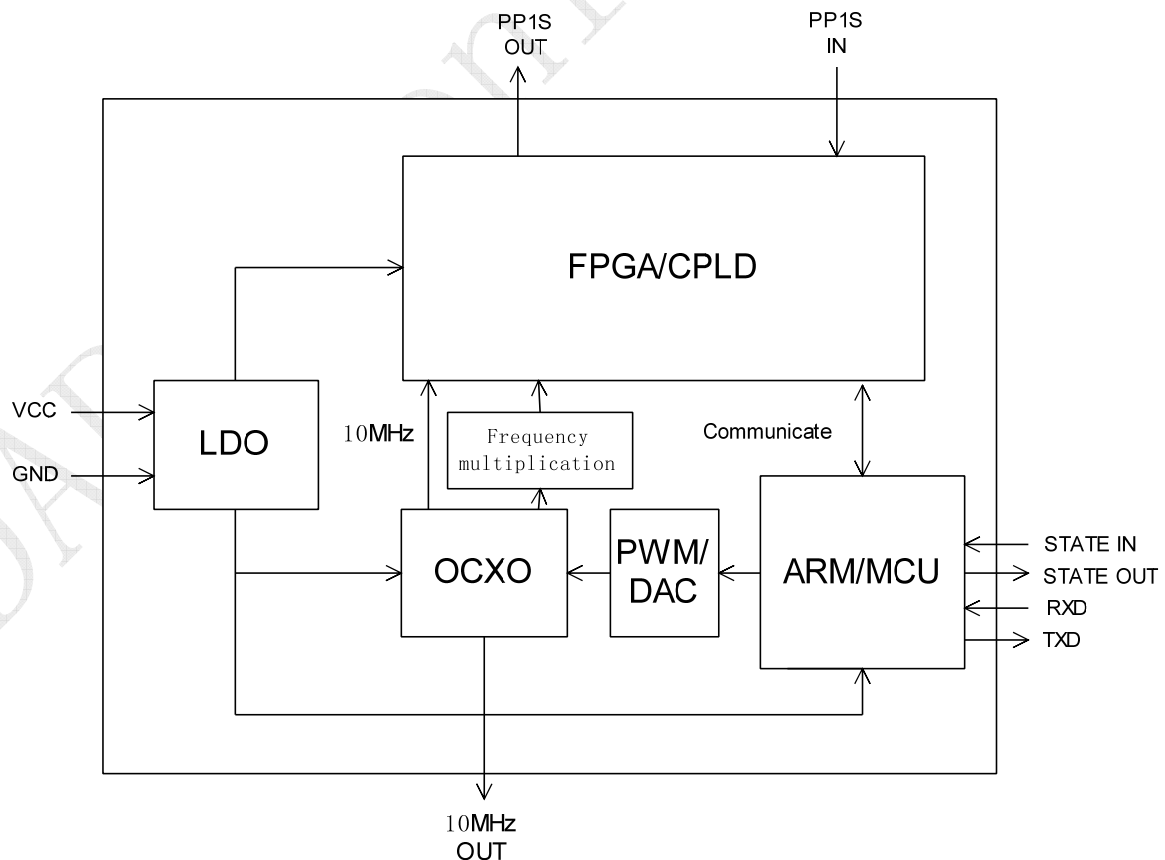 PP1S
OUT
PP1S
IN
FPGA/CPLD
VCC
GND
LDO
10MHz
Frequency
multiplication
Communicate
OCXO
PWM/
DAC
ARM/MCU
STATE IN
STATE OUT
RXD
TXD
10MHz
OUT